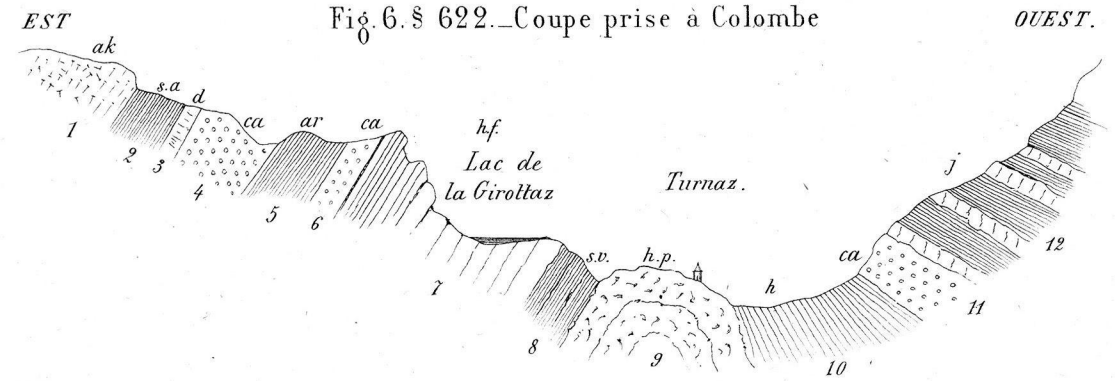 EST
Fig. 6. § 622._Coupe prise à Colombe
OUEST.
ak
s.a
d
ca
ar
ca
h.f.
Lac de
la Girottaz
Turnaz.
j
s.v.
h.p.
h
ca
1
2
3
4
5
6
7
8
9
10
11
12